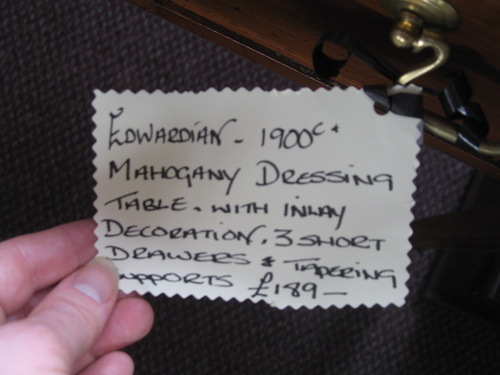 EDWARDIAN - 1900C.
MAHOGANY DRESSING
TABLE. WITH INLAY
DECORATION. 3 SHORT
DRAWERS & TAPERING
SUPPORTS £189-